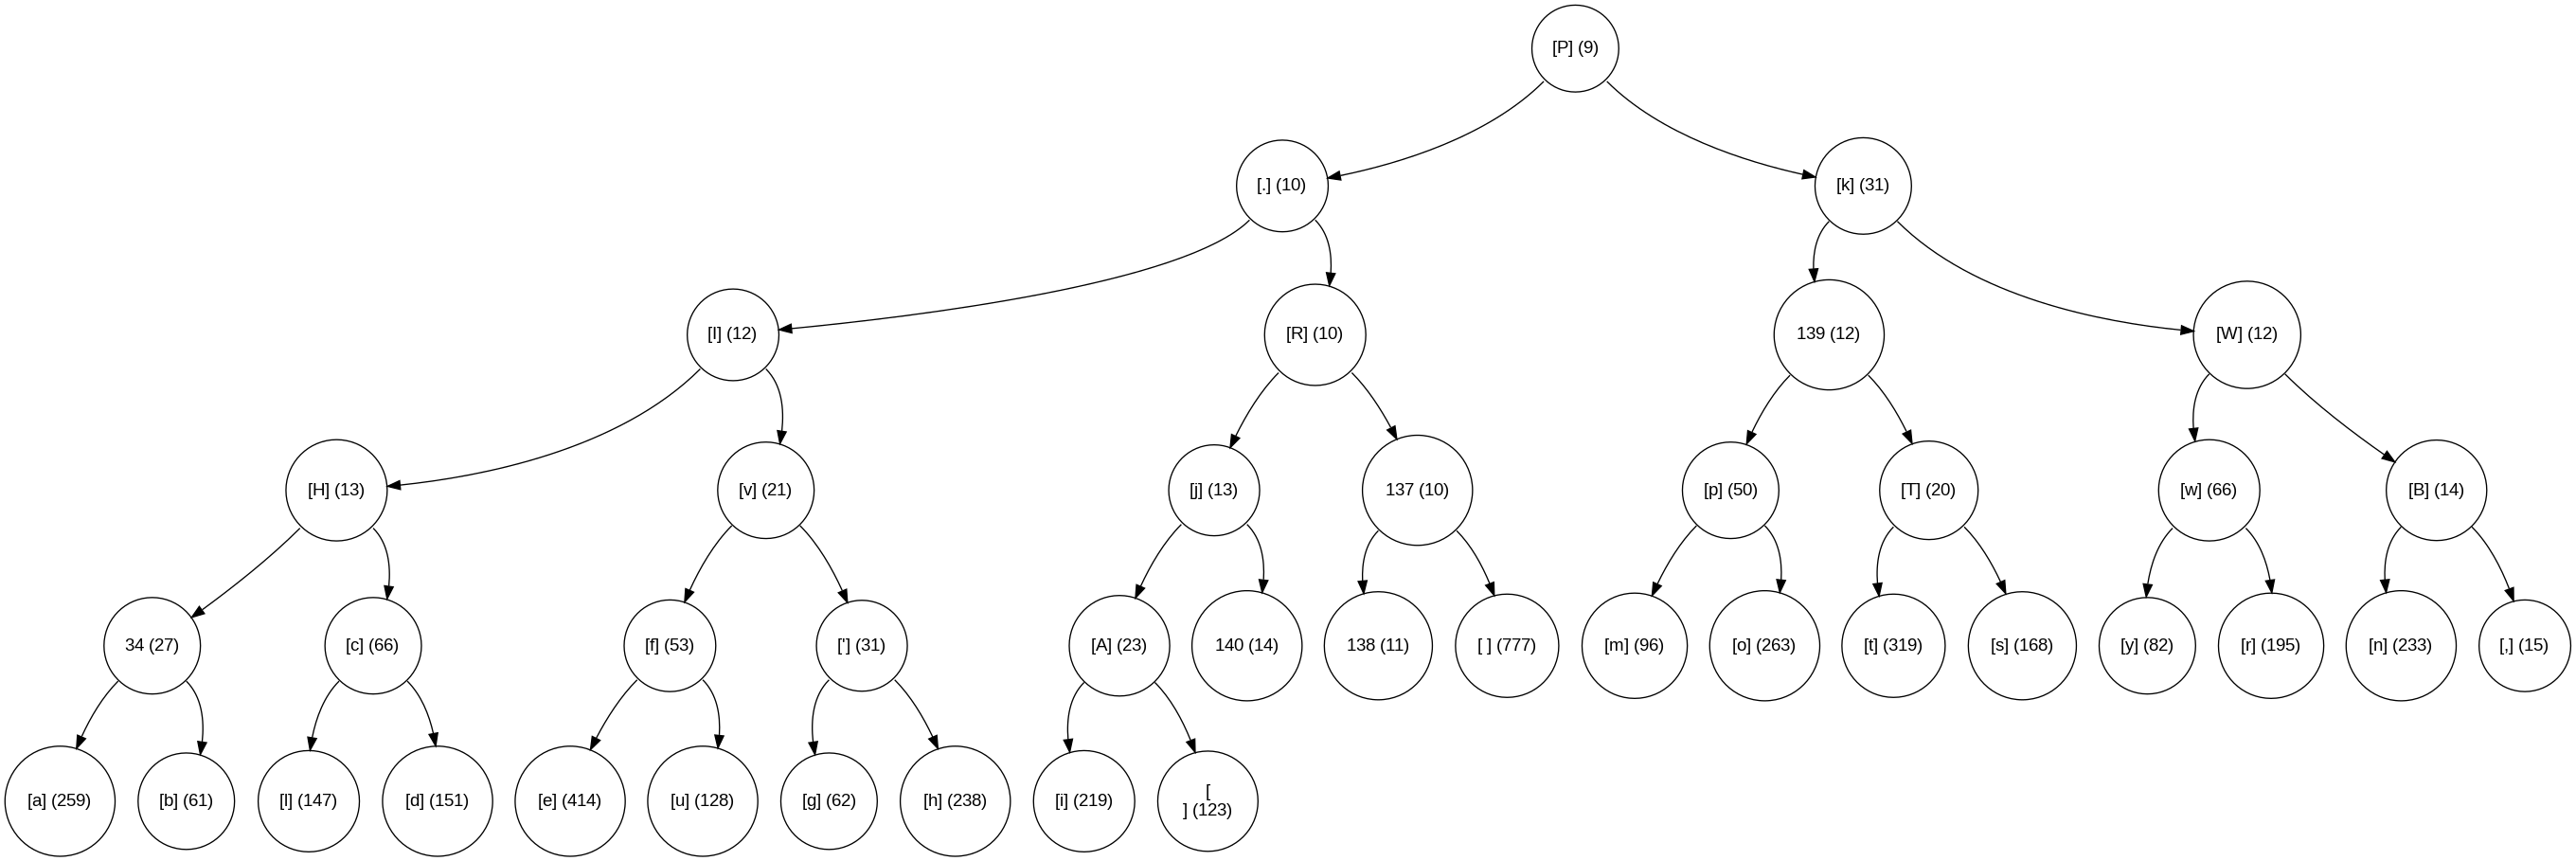 [P] (9)
[.] (10)
[k] (31)
[I] (12)
[R] (10)
139 (12)
[W] (12)
[H] (13)
[v] (21)
[j] (13)
137 (10)
[p] (50)
[T] (20)
[w] (66)
[B] (14)
34 (27)
[c] (66)
[f] (53)
['] (31)
[A] (23)
140 (14)
138 (11)
[ ] (777)
[m] (96)
[o] (263)
[t] (319)
[s] (168)
[y] (82)
[r] (195)
[n] (233)
[,] (15)
[a] (259)
[b] (61)
[l] (147)
[d] (151)
[e] (414)
[u] (128)
[g] (62)
[h] (238)
[i] (219)
[
] (123)